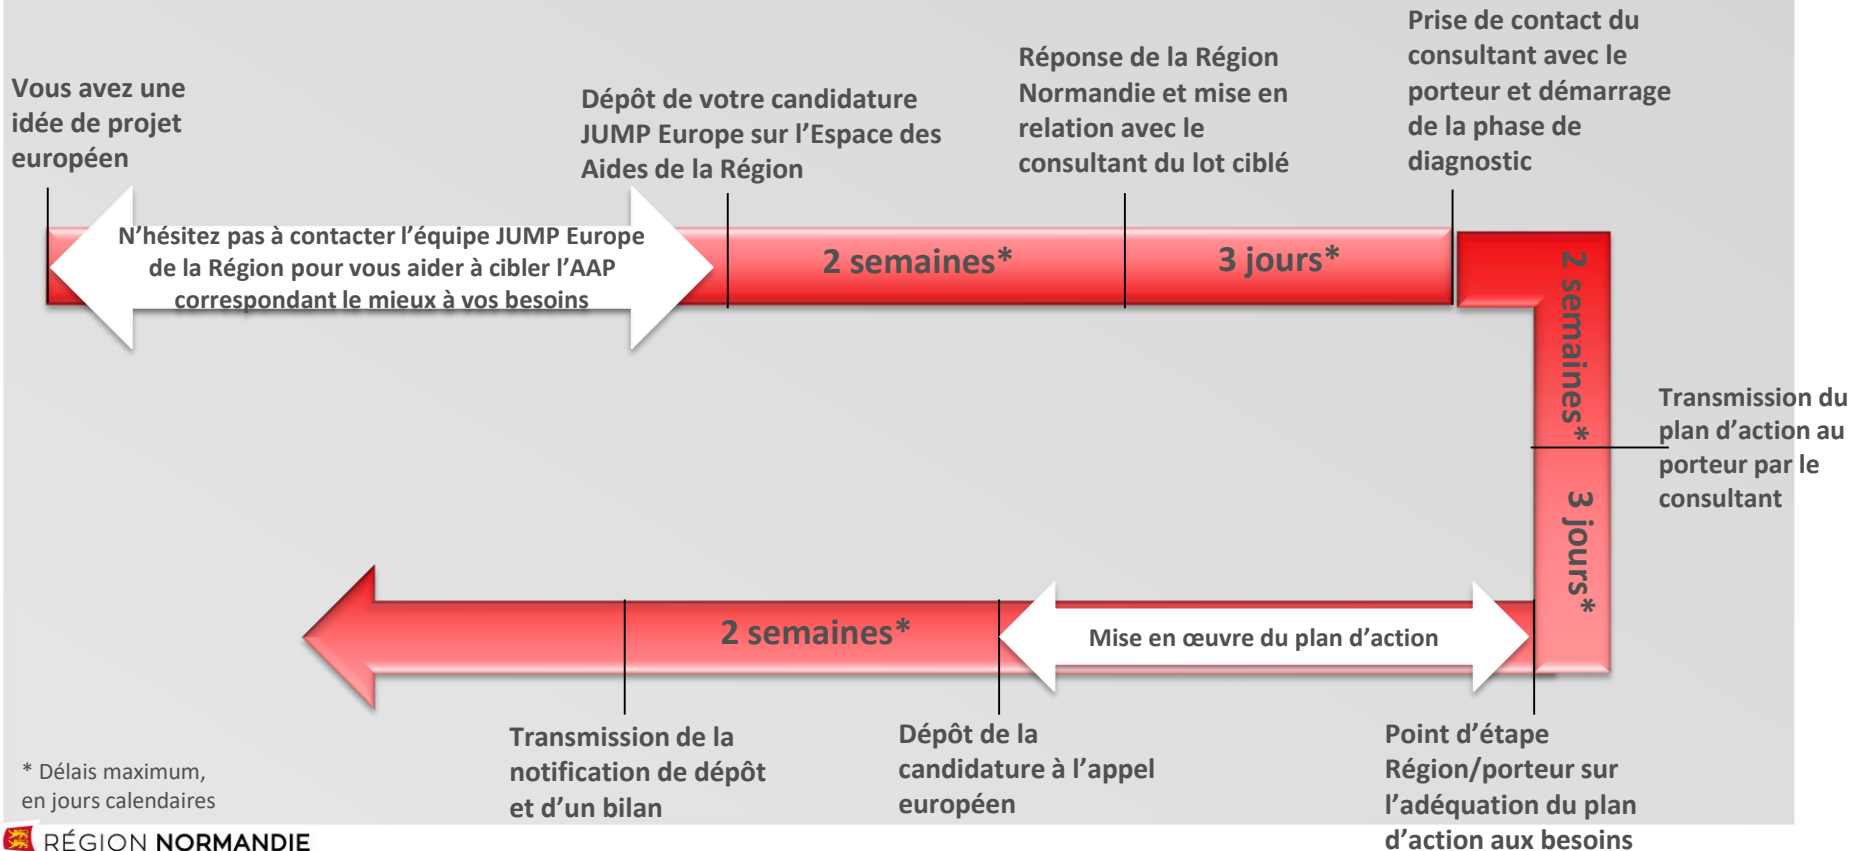 Vous avez une
idée de projet
européen
Dépôt de votre candidature
JUMP Europe sur l’Espace des
Aides de la Région
Réponse de la Région
Normandie et mise en
relation avec le
consultant du lot ciblé
Prise de contact du
consultant avec le
porteur et démarrage
de la phase de
diagnostic
N’hésitez pas à contacter l’équipe JUMP Europe
de la Région pour vous aider à cibler l’AAP
correspondant le mieux à vos besoins
2 semaines*
3 jours*
2 semaines*
Transmission du
plan d’action au
porteur par le
consultant
3 jours*
2 semaines*
Mise en œuvre du plan d’action
Transmission de la
notification de dépôt
et d’un bilan
Dépôt de la
candidature à l’appel
européen
Point d’étape
Région/porteur sur
l’adéquation du plan
d’action aux besoins
* Délais maximum,
en jours calendaires
RÉGION NORMANDIE